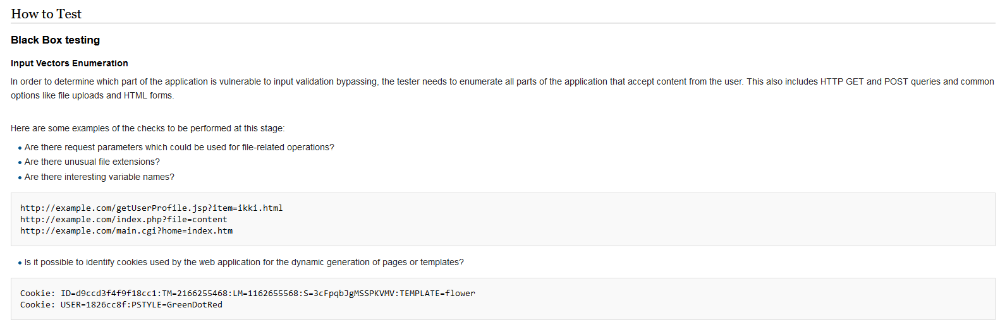 How to Test
Black Box testing
Input Vectors Enumeration
In order to determine which part of the application is vulnerable to input validation bypassing, the tester needs to enumerate all parts of the application that accept content from the user. This also includes HTTP GET and POST queries and common
options like file uploads and HTML forms.
Here are some examples of the checks to be performed at this stage:
• Are there request parameters which could be used for file-related operations?
• Are there unusual file extensions?
• Are there interesting variable names?
http://example.com/getUserProfile.jsp?item=ikki.html
http://example.com/index.php?file=content
http://example.com/main.cgi?home=index.htm
• Is it possible to identify cookies used by the web application for the dynamic generation of pages or templates?
Cookie: ID=d9ccd3f4f9f18cc1:TM=2166255468:LM=1162655568:S=3cFpqbJgMSSPKVMV:TEMPLATE=flower
Cookie: USER=1826cc8f:PSTYLE=GreenDotRed